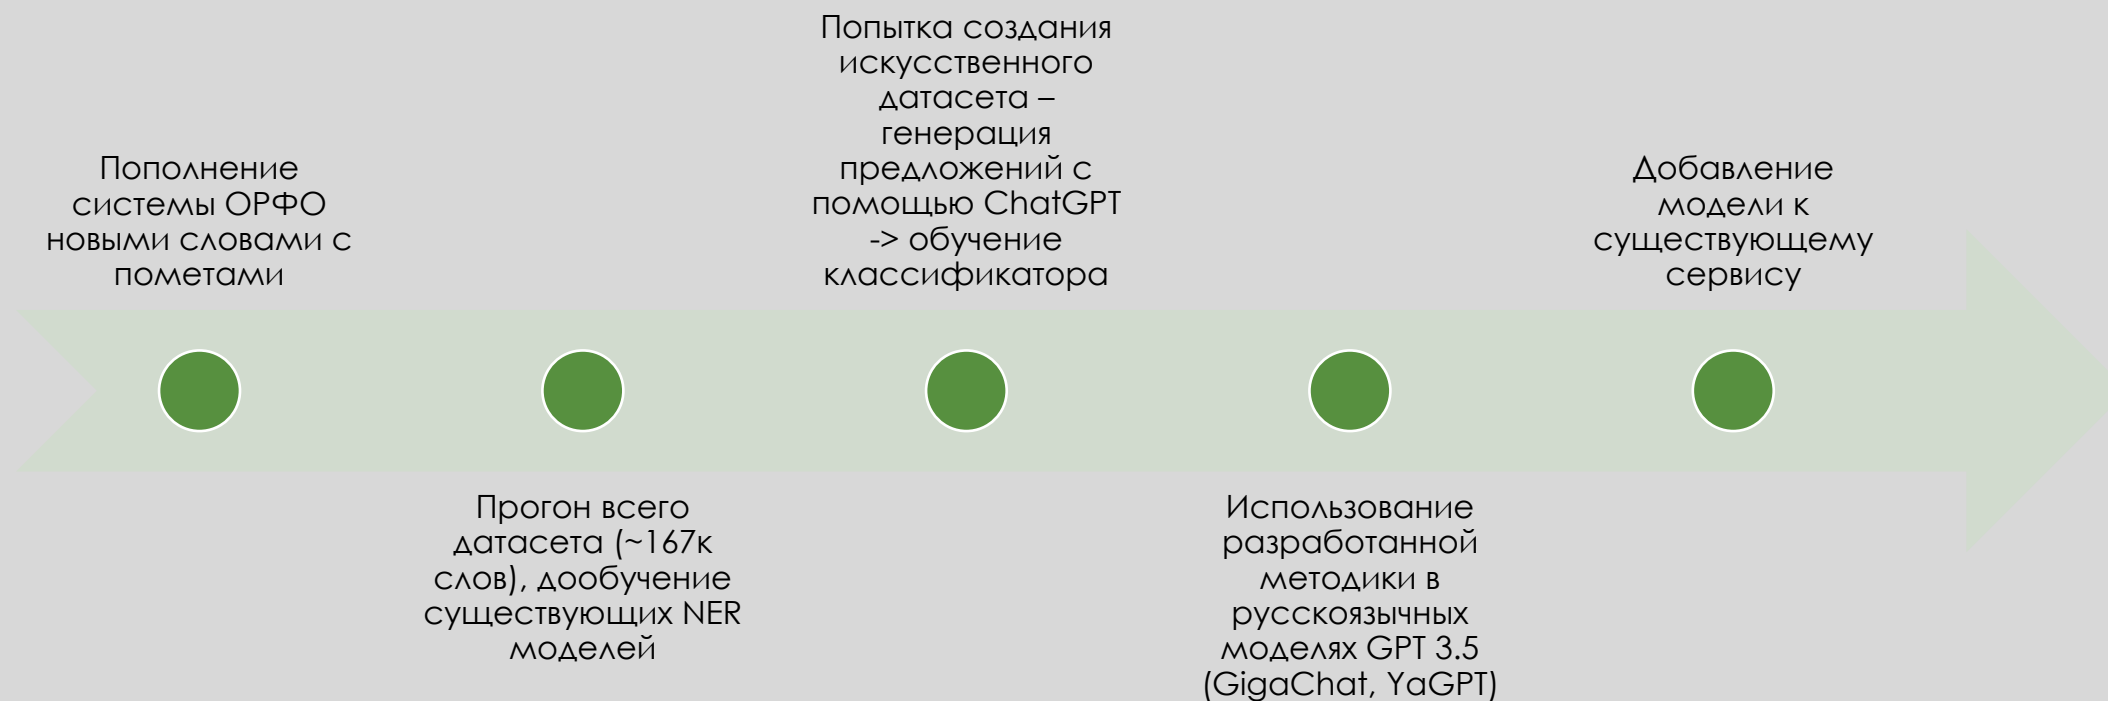 Пополнение
системы ОРФО
новыми словами с
пометами
Прогон всего
датасета (~167к
слов), дообучение
существующих NER
моделей
Попытка создания
искусственного
датасета –
генерация
предложений с
помощью ChatGPT
-> обучение
классификатора
Использование
разработанной
методики в
русскоязычных
моделях GPT 3.5
(GigaChat, YaGPT)
Добавление
модели к
существующему
сервису